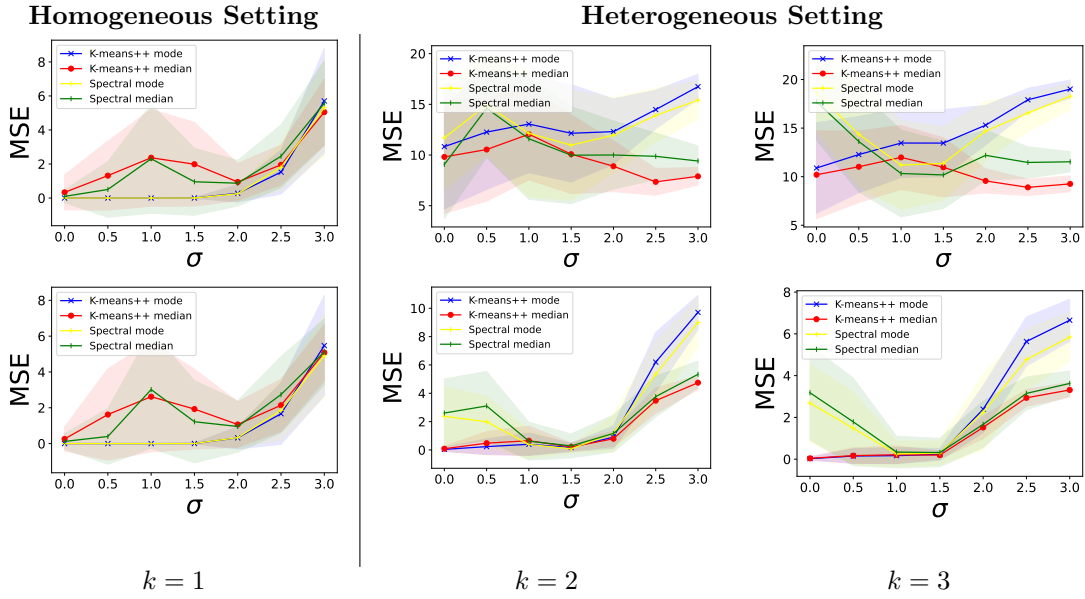 Homogeneous Setting
Heterogeneous Setting
MSE
8
6
4
2
0
K-means++ mode
K-means++ median
Spectral mode
Spectral median
0.0 0.5 1.0 1.5 2.0 2.5 3.0
σ
20
15
10
5
MSE
K-means++ mode
K-means++ median
Spectral mode
Spectral median
0.0 0.5 1.0 1.5 2.0 2.5 3.0
σ
MSE
20
15
10
5
K-means++ mode
K-means++ median
Spectral mode
Spectral median
0.0 0.5 1.0 1.5 2.0 2.5 3.0
σ
MSE
8
6
4
2
0
K-means++ mode
K-means++ median
Spectral mode
Spectral median
0.0 0.5 1.0 1.5 2.0 2.5 3.0
σ
MSE
10
8
6
4
2
0
K-means++ mode
K-means++ median
Spectral mode
Spectral median
0.0 0.5 1.0 1.5 2.0 2.5 3.0
σ
MSE
8
6
4
2
0
K-means++ mode
K-means++ median
Spectral mode
Spectral median
0.0 0.5 1.0 1.5 2.0 2.5 3.0
σ
k = 1
k = 2
k = 3